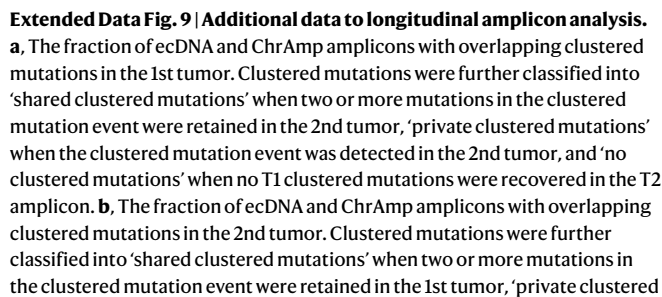 Extended Data Fig. 9 | Additional data to longitudinal amplicon analysis.
a, The fraction of ecDNA and ChrAmp amplicons with overlapping clustered
mutations in the 1st tumor. Clustered mutations were further classified into
‘shared clustered mutations’ when two or more mutations in the clustered
mutation event were retained in the 2nd tumor, ‘private clustered mutations’
when the clustered mutation event was detected in the 2nd tumor, and ‘no
clustered mutations’ when no T1 clustered mutations were recovered in the T2
amplicon. b, The fraction of ecDNA and ChrAmp amplicons with overlapping
clustered mutations in the 2nd tumor. Clustered mutations were further
classified into ‘shared clustered mutations’ when two or more mutations in
the clustered mutation event were retained in the 1st tumor, ‘private clustered